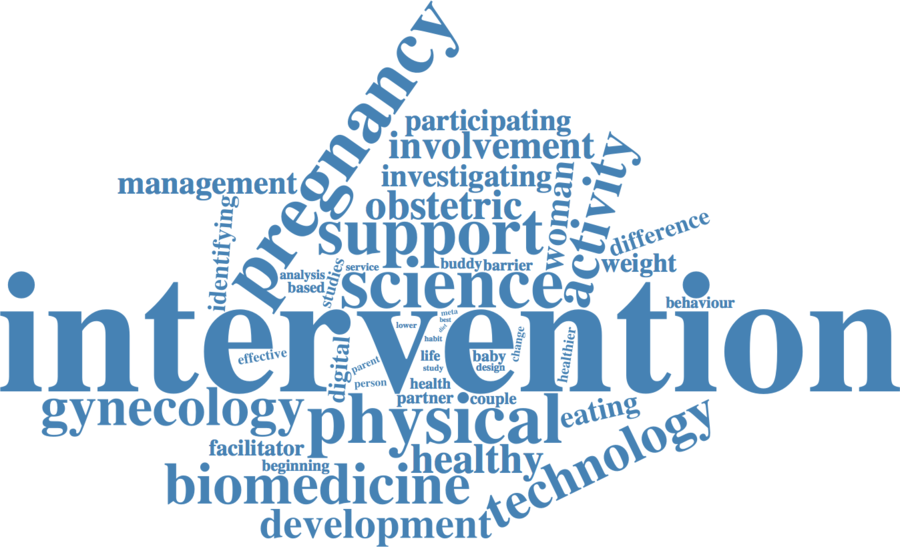 pregnancy
participating
involvement
management
investigating
woman
activity
obstetric
identifying
support
difference
service
buddy
barrier
weight
analysis
based
studies
science
behaviour
intervention
meta
best
diet
lower
habit
change
healthier
effective
digital
parent
person
life
study
baby
design
health
partner
couple
gynecology
physical
eating
technology
facilitator
beginning
healthy
biomedicine
development